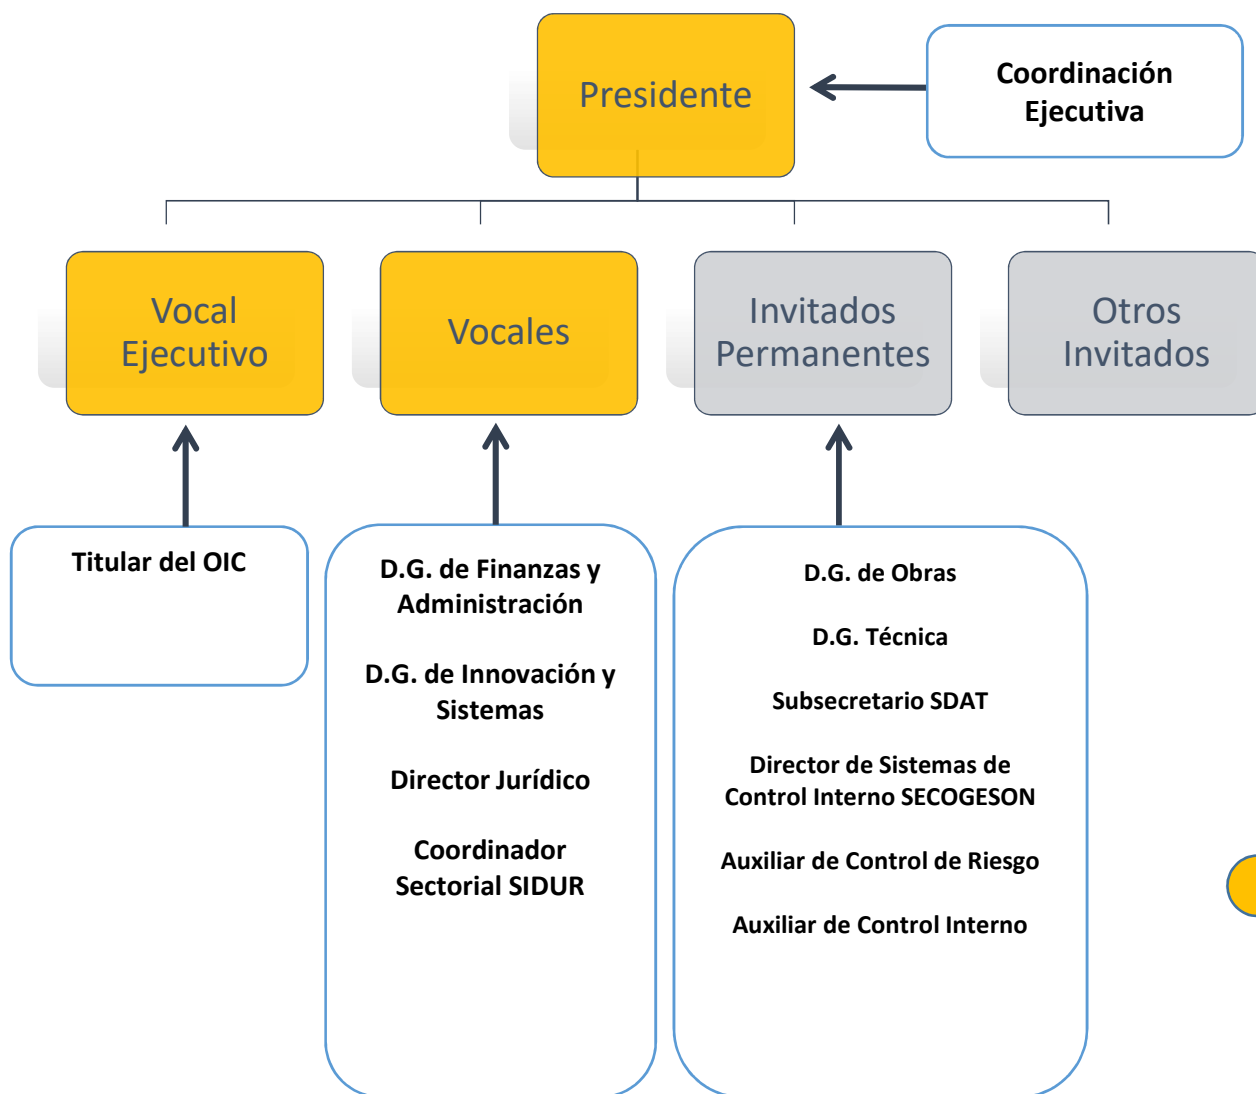 Presidente
Coordinación
Ejecutiva
Vocal
Ejecutivo
Vocales
Invitados
Permanentes
Otros
Invitados
Titular del OIC
D.G. de Finanzas y
Administración
D.G. de Innovación y
Sistemas
Director Jurídico
Coordinador
Sectorial SIDUR
D.G. de Obras
D.G. Técnica
Subsecretario SDAT
Director de Sistemas de
Control Interno SECOGESON
Auxiliar de Control de Riesgo
Auxiliar de Control Interno